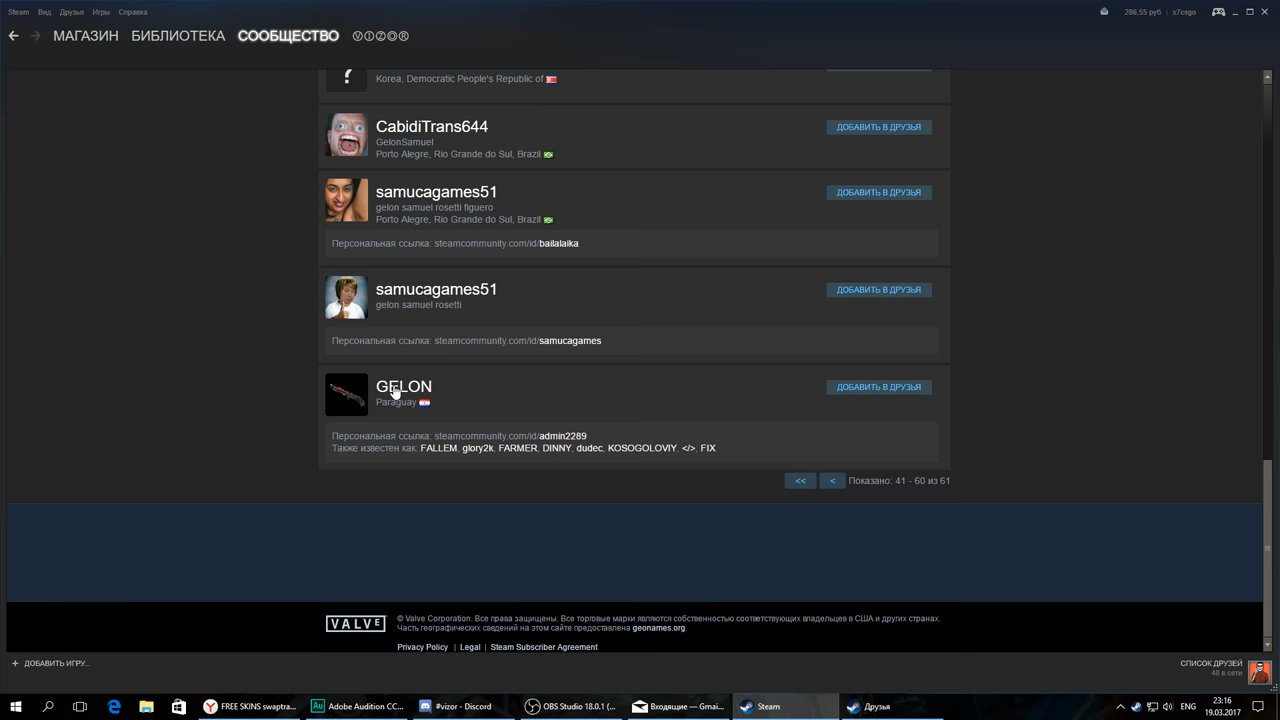 Steam Вид Друзья Игры Справка
286,55 руб x7csgo
МАГАЗИН БИБЛИОТЕКА СООБЩЕСТВО ⓋⒾⓏⓄⓇ
Korea, Democratic People's Republic of
CabidiTrans644
ДОБАВИТЬ В ДРУЗЬЯ
GelonSamuel
Porto Alegre, Rio Grande do Sul, Brazil
samucagames51
ДОБАВИТЬ В ДРУЗЬЯ
gelon samuel rosetti figuero
Porto Alegre, Rio Grande do Sul, Brazil
Персональная ссылка: steamcommunity.com/id/bailalaika
samucagames51
ДОБАВИТЬ В ДРУЗЬЯ
gelon samuel rosetti
Персональная ссылка: steamcommunity.com/id/samucagames
GELON
ДОБАВИТЬ В ДРУЗЬЯ
Paraguay
Персональная ссылка: steamcommunity.com/id/admin2289
Также известен как: FALLEM, glory2k, FARMER, DINNY, dudec, KOSOGOLOVIY, </>, FIX
<< < Показано: 41 - 60 из 61
VALVE
© Valve Corporation. Все права защищены. Все торговые марки являются собственностью соответствующих владельцев в США и других странах.
Часть географических сведений на этом сайте предоставлена geonames.org.
Privacy Policy | Legal | Steam Subscriber Agreement
+ ДОБАВИТЬ ИГРУ...
СПИСОК ДРУЗЕЙ
48 в сети
FREE SKINS swaptra...
Au Adobe Audition CC...
#vizor - Discord
OBS Studio 18.0.1 (...
Входящие — Gmai...
Steam
Друзья
ENG
23:16
19.03.2017